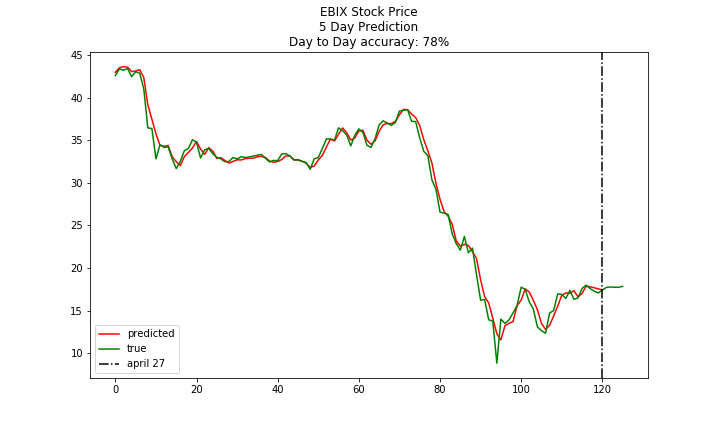 EBIX Stock Price
5 Day Prediction
Day to Day accuracy: 78%
45
40
35
30
25
20
15
10
predicted
true
april 27
0
20
40
60
80
100
120